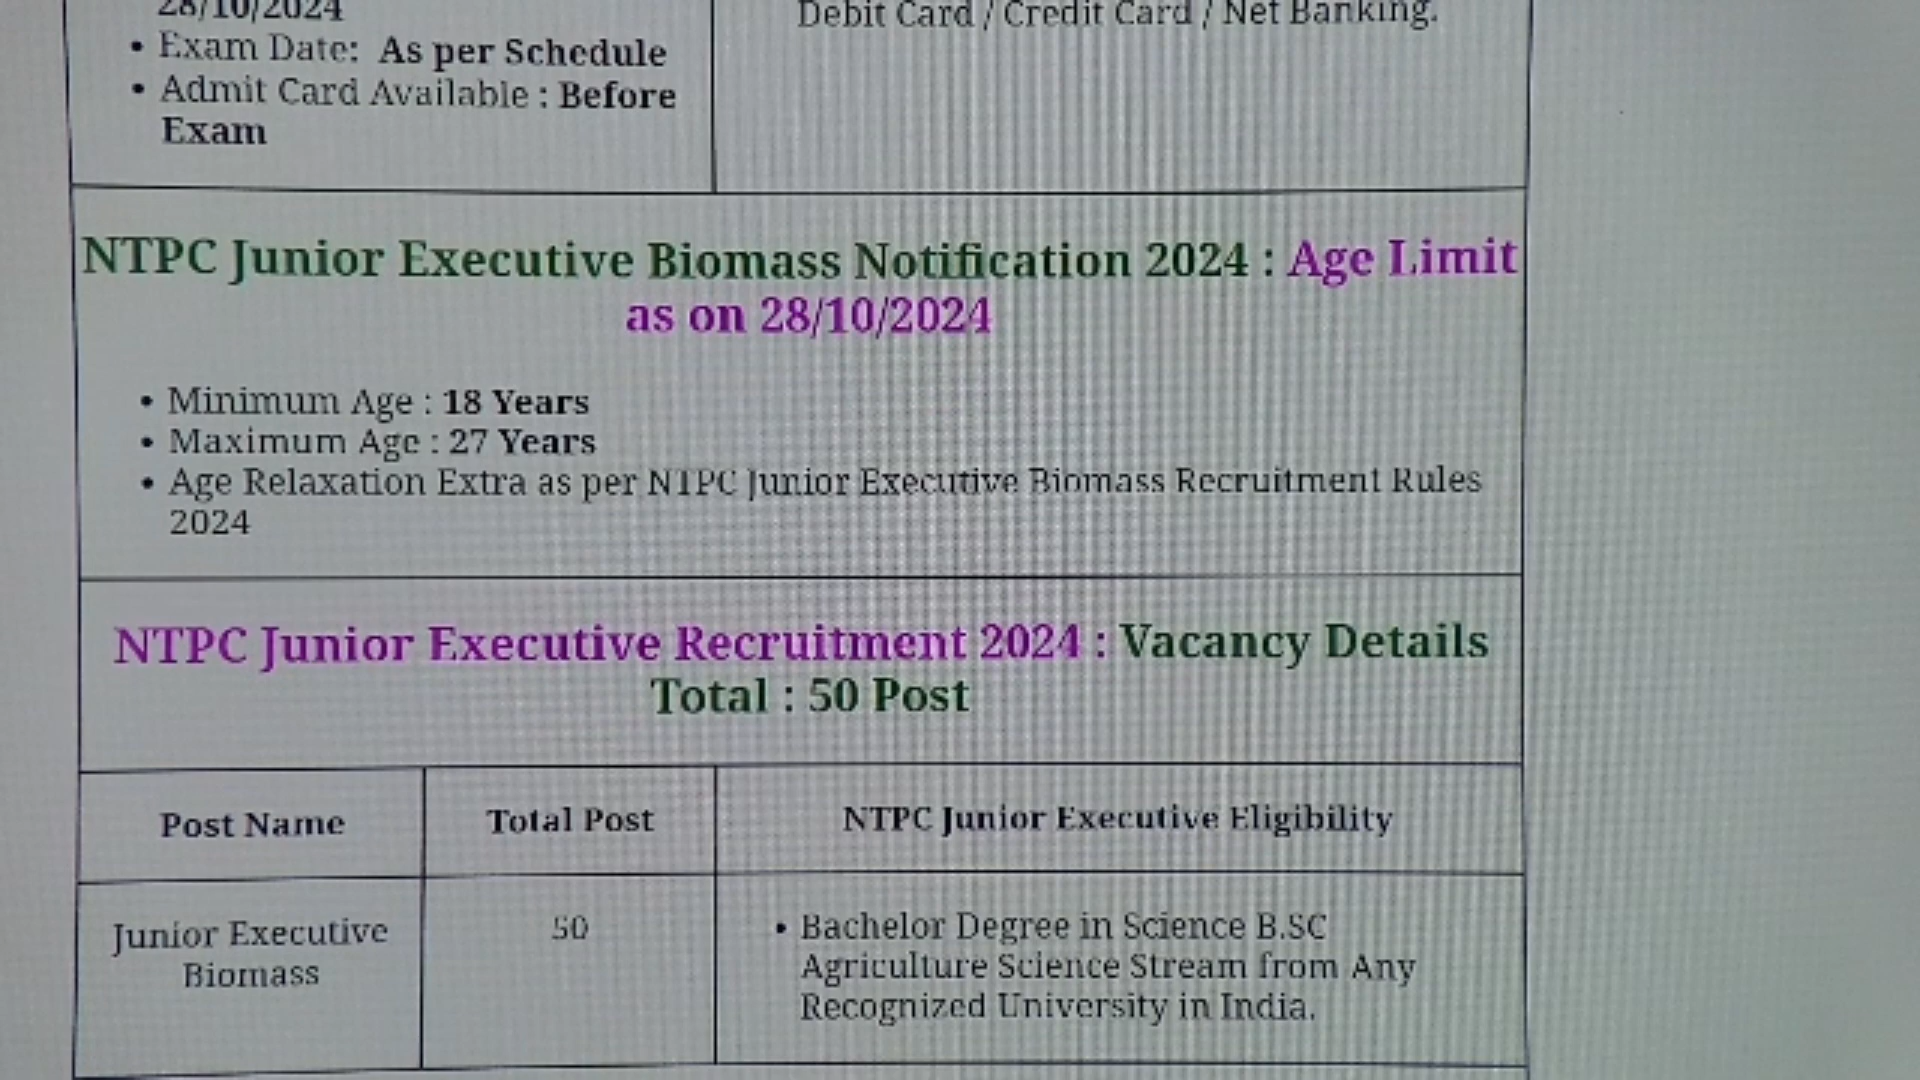 28/10/2024
Debit Card / Credit Card / Net Banking.
• Exam Date: As per Schedule
• Admit Card Available : Before
Exam
NTPC Junior Executive Biomass Notification 2024 : Age Limit
as on 28/10/2024
• Minimum Age : 18 Years
• Maximum Age : 27 Years
• Age Relaxation Extra as per NTPC Junior Executive Biomass Recruitment Rules
2024
NTPC Junior Executive Recruitment 2024 : Vacancy Details
Total : 50 Post
Post Name
Total Post
NTPC Junior Executive Eligibility
Junior Executive
Biomass
50
• Bachelor Degree in Science B.SC
Agriculture Science Stream from Any
Recognized University in India.